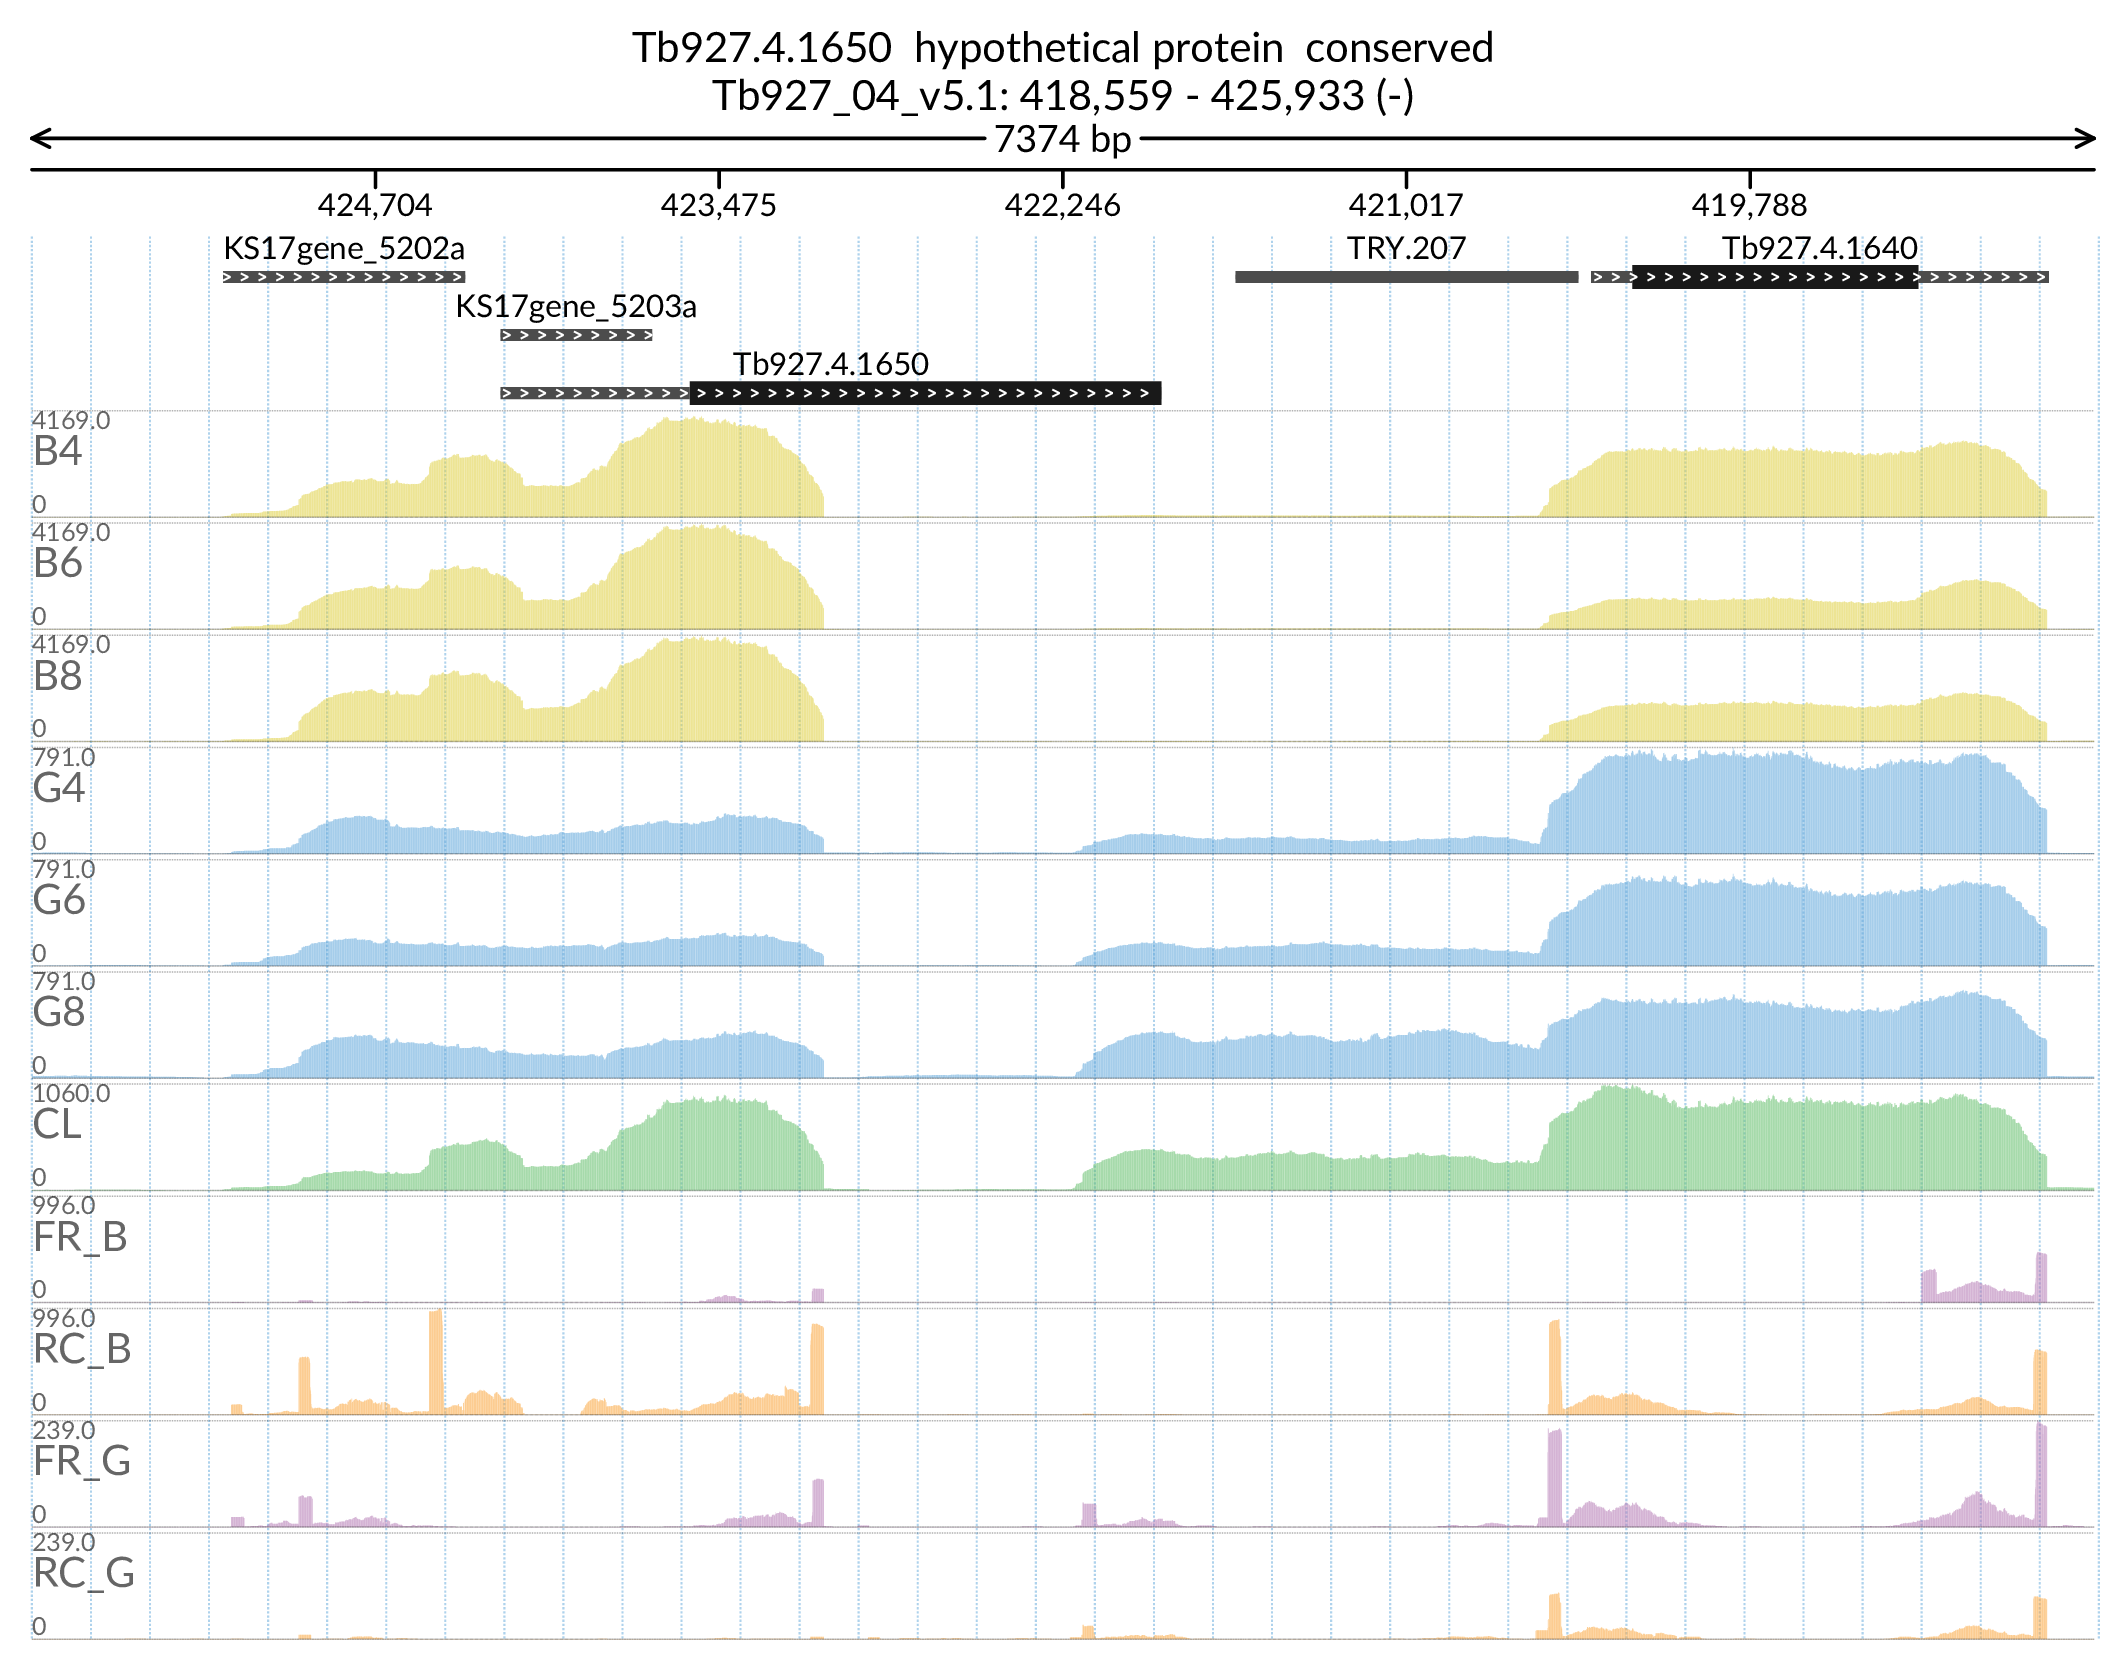 Tb927.4.1650  hypothetical protein  conserved
Tb927_04_v5.1: 418,559 - 425,933 (-)
7374 bp
424,704 423,475 422,246 421,017 419,788
KS17gene_5202a TRY.207 Tb927.4.1640
KS17gene_5203a
Tb927.4.1650
4169.0
B4
0
4169.0
B6
0
4169.0
B8
0
791.0
G4
0
791.0
G6
0
791.0
G8
0
1060.0
CL
0
996.0
FR_B
0
996.0
RC_B
0
239.0
FR_G
0
239.0
RC_G
0